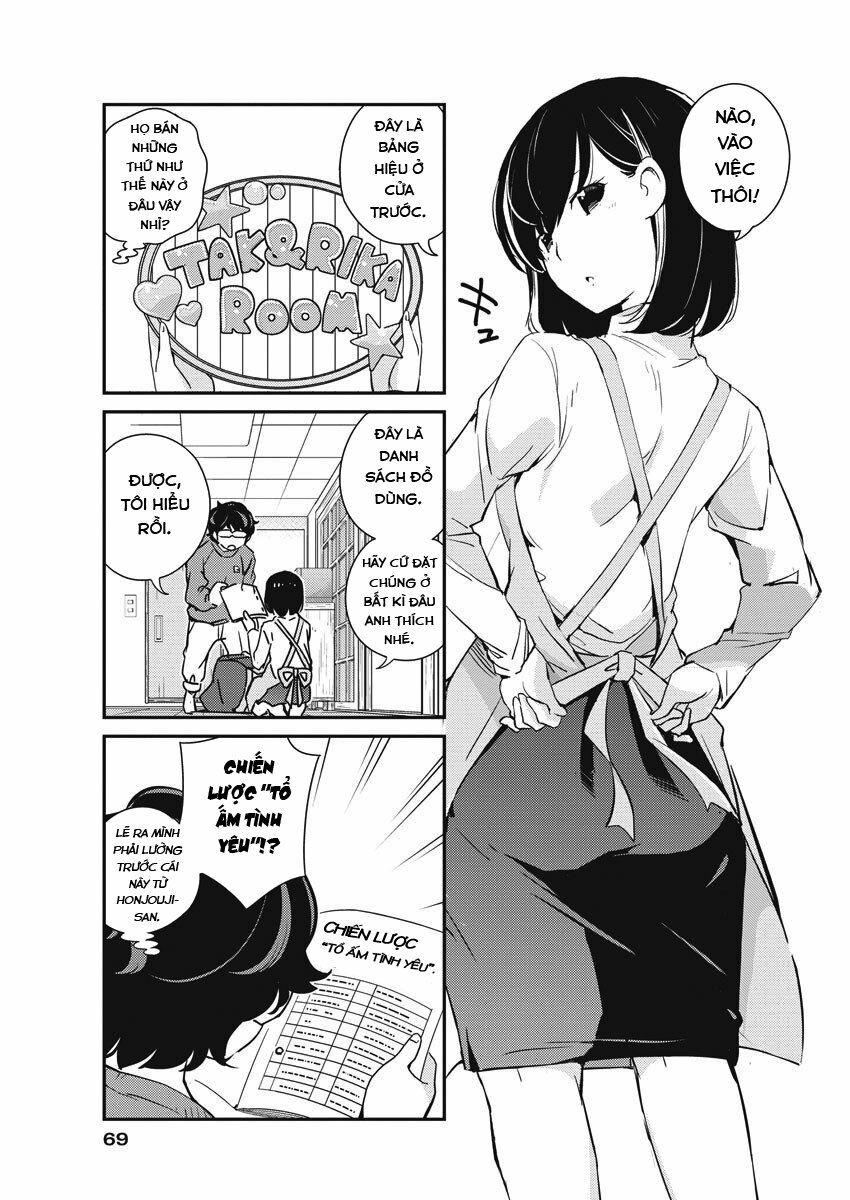 NÀO,
VÀO
VIỆC
THÔI!
ĐÂY LÀ
BẢNG
HIỆU Ở
CỬA
TRƯỚC.
HỌ BÁN
NHỮNG
THỨ NHƯ
THẾ NÀY Ở
ĐÂU VẬY
NHỈ?
TAK&RIKA
ROOM
ĐÂY LÀ
DANH
SÁCH ĐỒ
DÙNG.
HÃY CỨ ĐẶT
CHÚNG Ở
BẤT KÌ ĐÂU
ANH THÍCH
NHÉ.
ĐƯỢC,
TÔI HIỂU
RỒI.
CHIẾN
LƯỢC "TỔ
ẤM TÌNH
YÊU"!?
LẼ RA MÌNH
PHẢI LƯỜNG
TRƯỚC CÁI
NÀY TỪ
HONJOUJI-
SAN.
CHIẾN LƯỢC
"TỔ ẤM TÌNH YÊU".
69